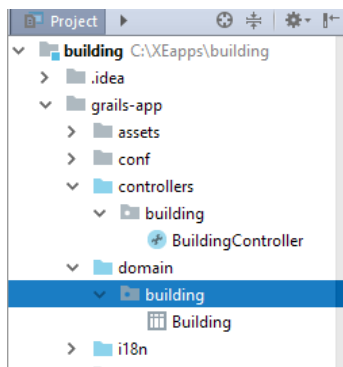 Project
building C:\XEapps\building
.idea
grails-app
assets
conf
controllers
building
BuildingController
domain
building
Building
i18n